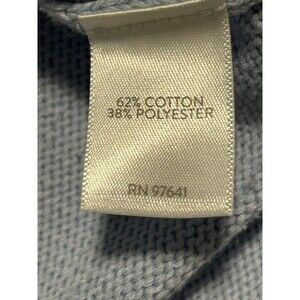 62% COTTON
38% POLYESTER
RN 97641